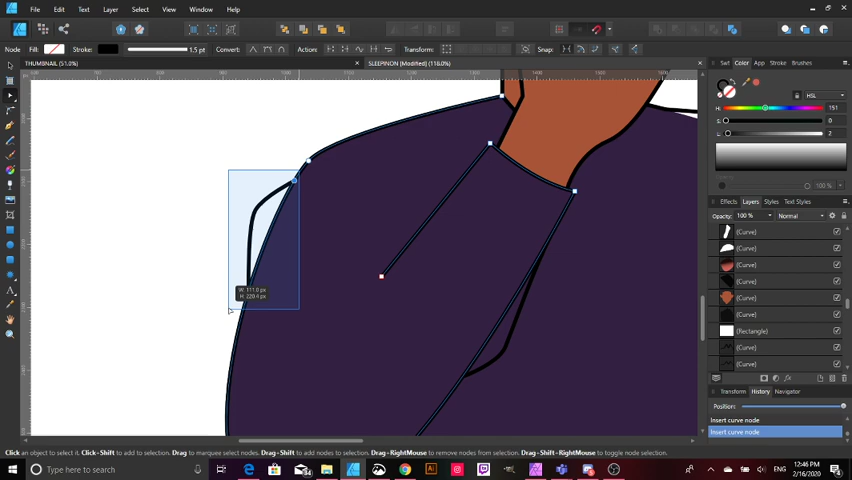 File Edit Text Layer Select View Window Help
Node Fill: Stroke: 1.5 pt Convert: Action: Transform: Snap:
THUMBNAIL (51.0%) × SLEEPINON [Modified] (118.0%) ×
Set Color App Stroke Brushes
HSL
H: 151
S: 0
L: 2
Opacity 100 %
Effects Layers Styles Text Styles
Opacity: 100 % Normal
(Curve)
(Curve)
(Curve)
(Curve)
(Curve)
(Curve)
(Rectangle)
(Curve)
(Curve)
W: 111.0 px
H: 220.4 px
Transform History Navigator
Position:
Insert curve node
Insert curve node
Click an object to select it. Click+Shift to add to selection. Drag to marquee select nodes. Drag+Shift to add nodes to selection. Drag+RightMouse to remove nodes from selection. Drag+Shift+RightMouse to toggle node selection.
Type here to search
ENG
12:46 PM
2/16/2020